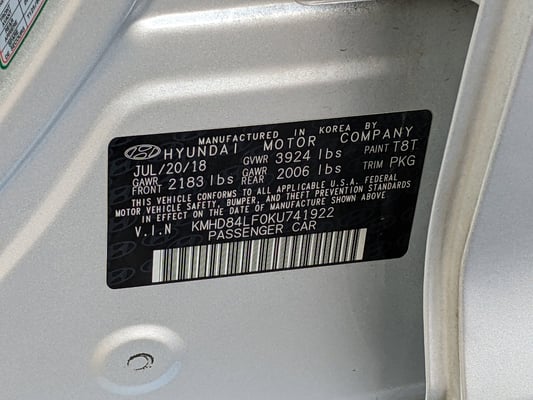 MANUFACTURED IN KOREA BY
HYUNDAI MOTOR COMPANY
JUL/20/18 GVWR 3924 lbs PAINT T8T
GAWR FRONT 2183 lbs GAWR REAR 2006 lbs TRIM PKG
THIS VEHICLE CONFORMS TO ALL APPLICABLE U.S.A. FEDERAL
MOTOR VEHICLE SAFETY, BUMPER, AND THEFT PREVENTION STANDARDS
IN EFFECT ON THE DATE OF MANUFACTURE SHOWN ABOVE.
V.I.N KMHD84LF0KU741922
PASSENGER CAR